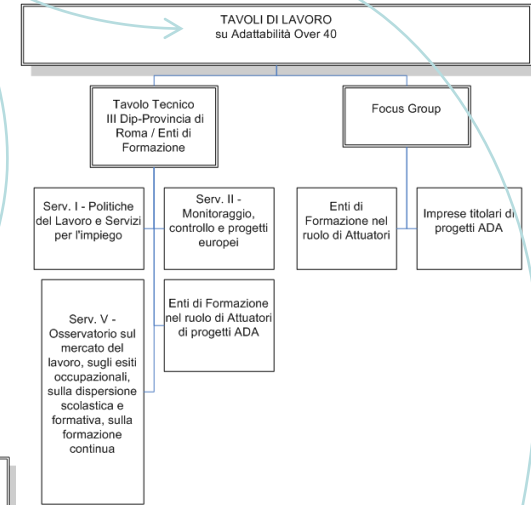 TAVOLI DI LAVORO
su Adattabilità Over 40
Tavolo Tecnico
III Dip-Provincia di
Roma / Enti di
Formazione
Focus Group
Serv. I - Politiche
del Lavoro e Servizi
per l'impiego
Serv. II -
Monitoraggio,
controllo e progetti
europei
Enti di
Formazione nel
ruolo di Attuatori
Imprese titolari di
progetti ADA
Serv. V -
Osservatorio sul
mercato del
lavoro, sugli esiti
occupazionali,
sulla dispersione
scolastica e
formativa, sulla
formazione
continua
Enti di Formazione
nel ruolo di Attuatori
di progetti ADA